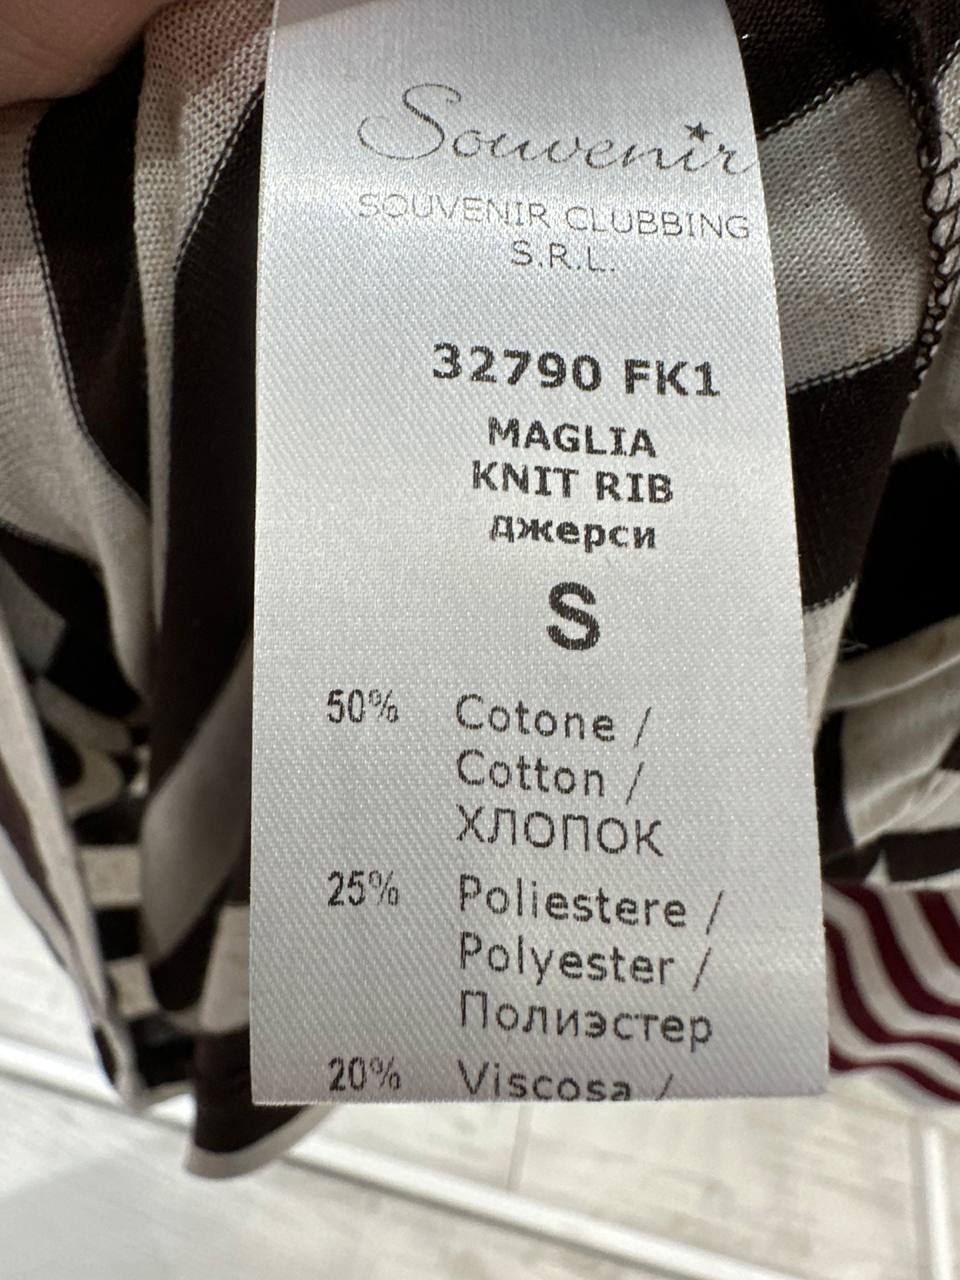 Souvenir
SOUVENIR CLUBBING
S.R.L.
32790 FK1
MAGLIA
KNIT RIB
джерси
S
50% Cotone /
Cotton /
ХЛОПОК
25% Poliestere /
Polyester /
Полиэстер
20% Viscosa /